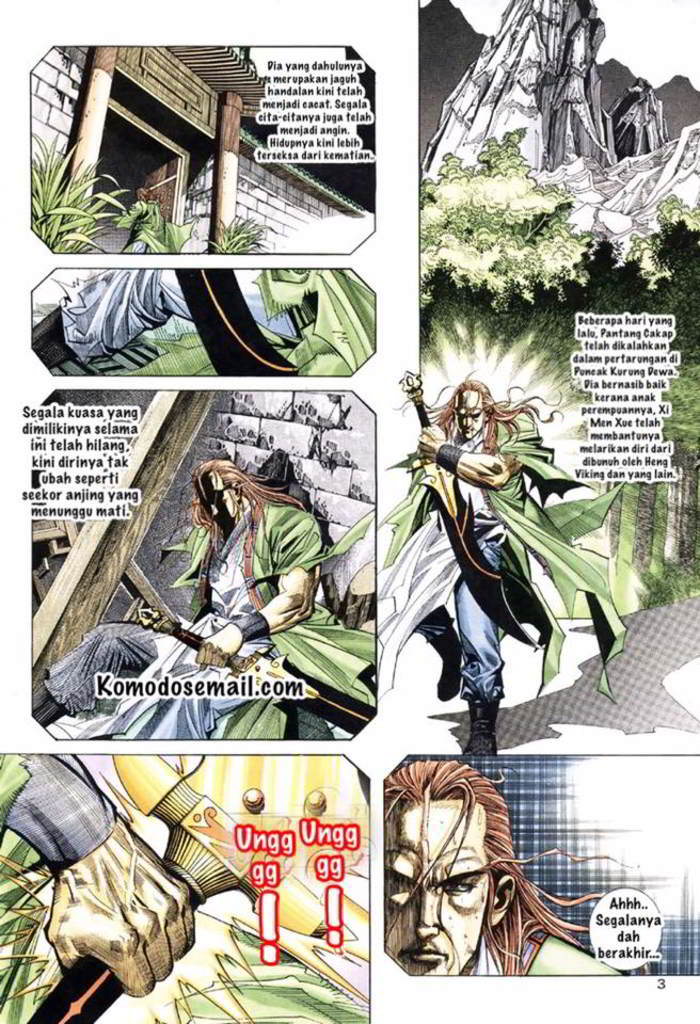 Dia yang dahulunya
merupakan jaguh
handalan kini telah
menjadi cacat. Segala
cita-citanya juga telah
menjadi angin.
Hidupnya kini lebih
terseksa dari kematian.
Beberapa hari yang
lalu, Pantang Cakap
telah dikalahkan
dalam pertarungan di
Puncak Kurung Dewa.
Dia bernasib baik
kerana anak
perempuannya, Xi
Men Xue telah
membantunya
melarikan diri dari
dibunuh oleh Heng
Viking dan yang lain.
Segala kuasa yang
dimilikinya selama
ini telah hilang,
kini dirinya tak
ubah seperti
seekor anjing yang
menunggu mati.
Komodosemail.com
Ungg
gg
!
Ungg
gg
!
Ahhh..
Segalanya
dah
berakhir...
3